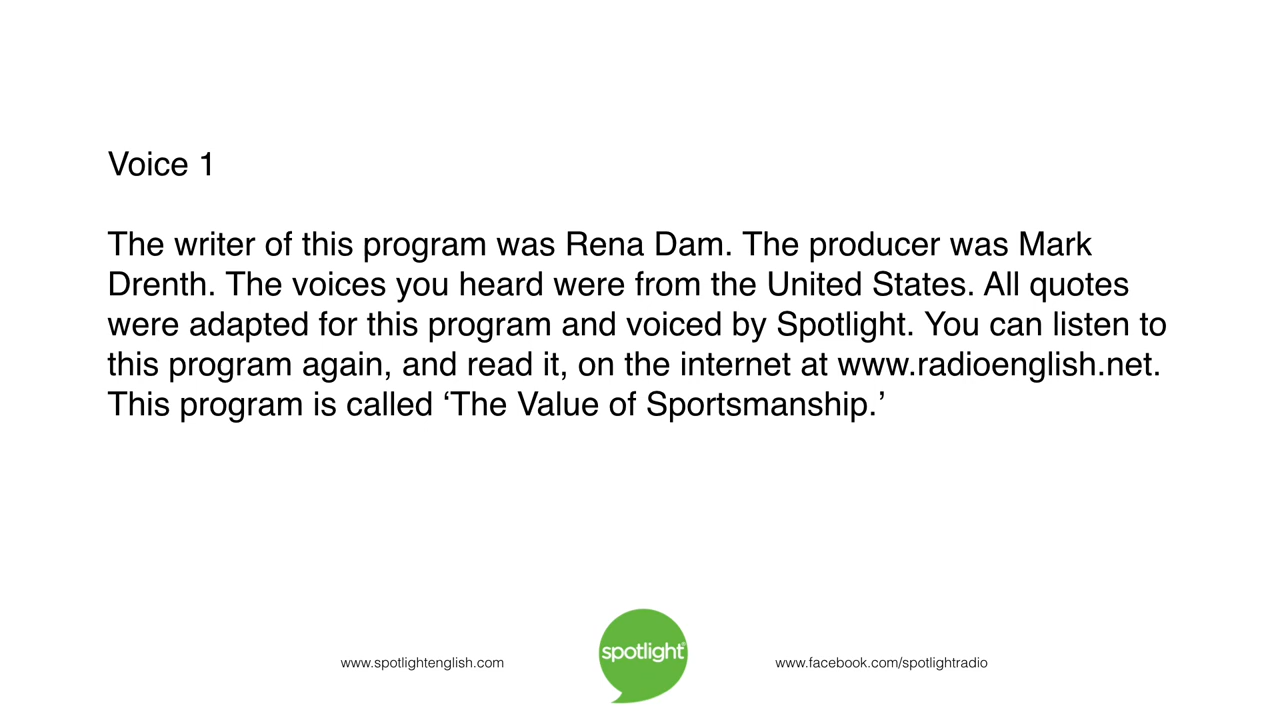 Voice 1
The writer of this program was Rena Dam. The producer was Mark
Drenth. The voices you heard were from the United States. All quotes
were adapted for this program and voiced by Spotlight. You can listen to
this program again, and read it, on the internet at www.radioenglish.net.
This program is called ‘The Value of Sportsmanship.’
www.spotlightenglish.com
spotlight®
www.facebook.com/spotlightradio